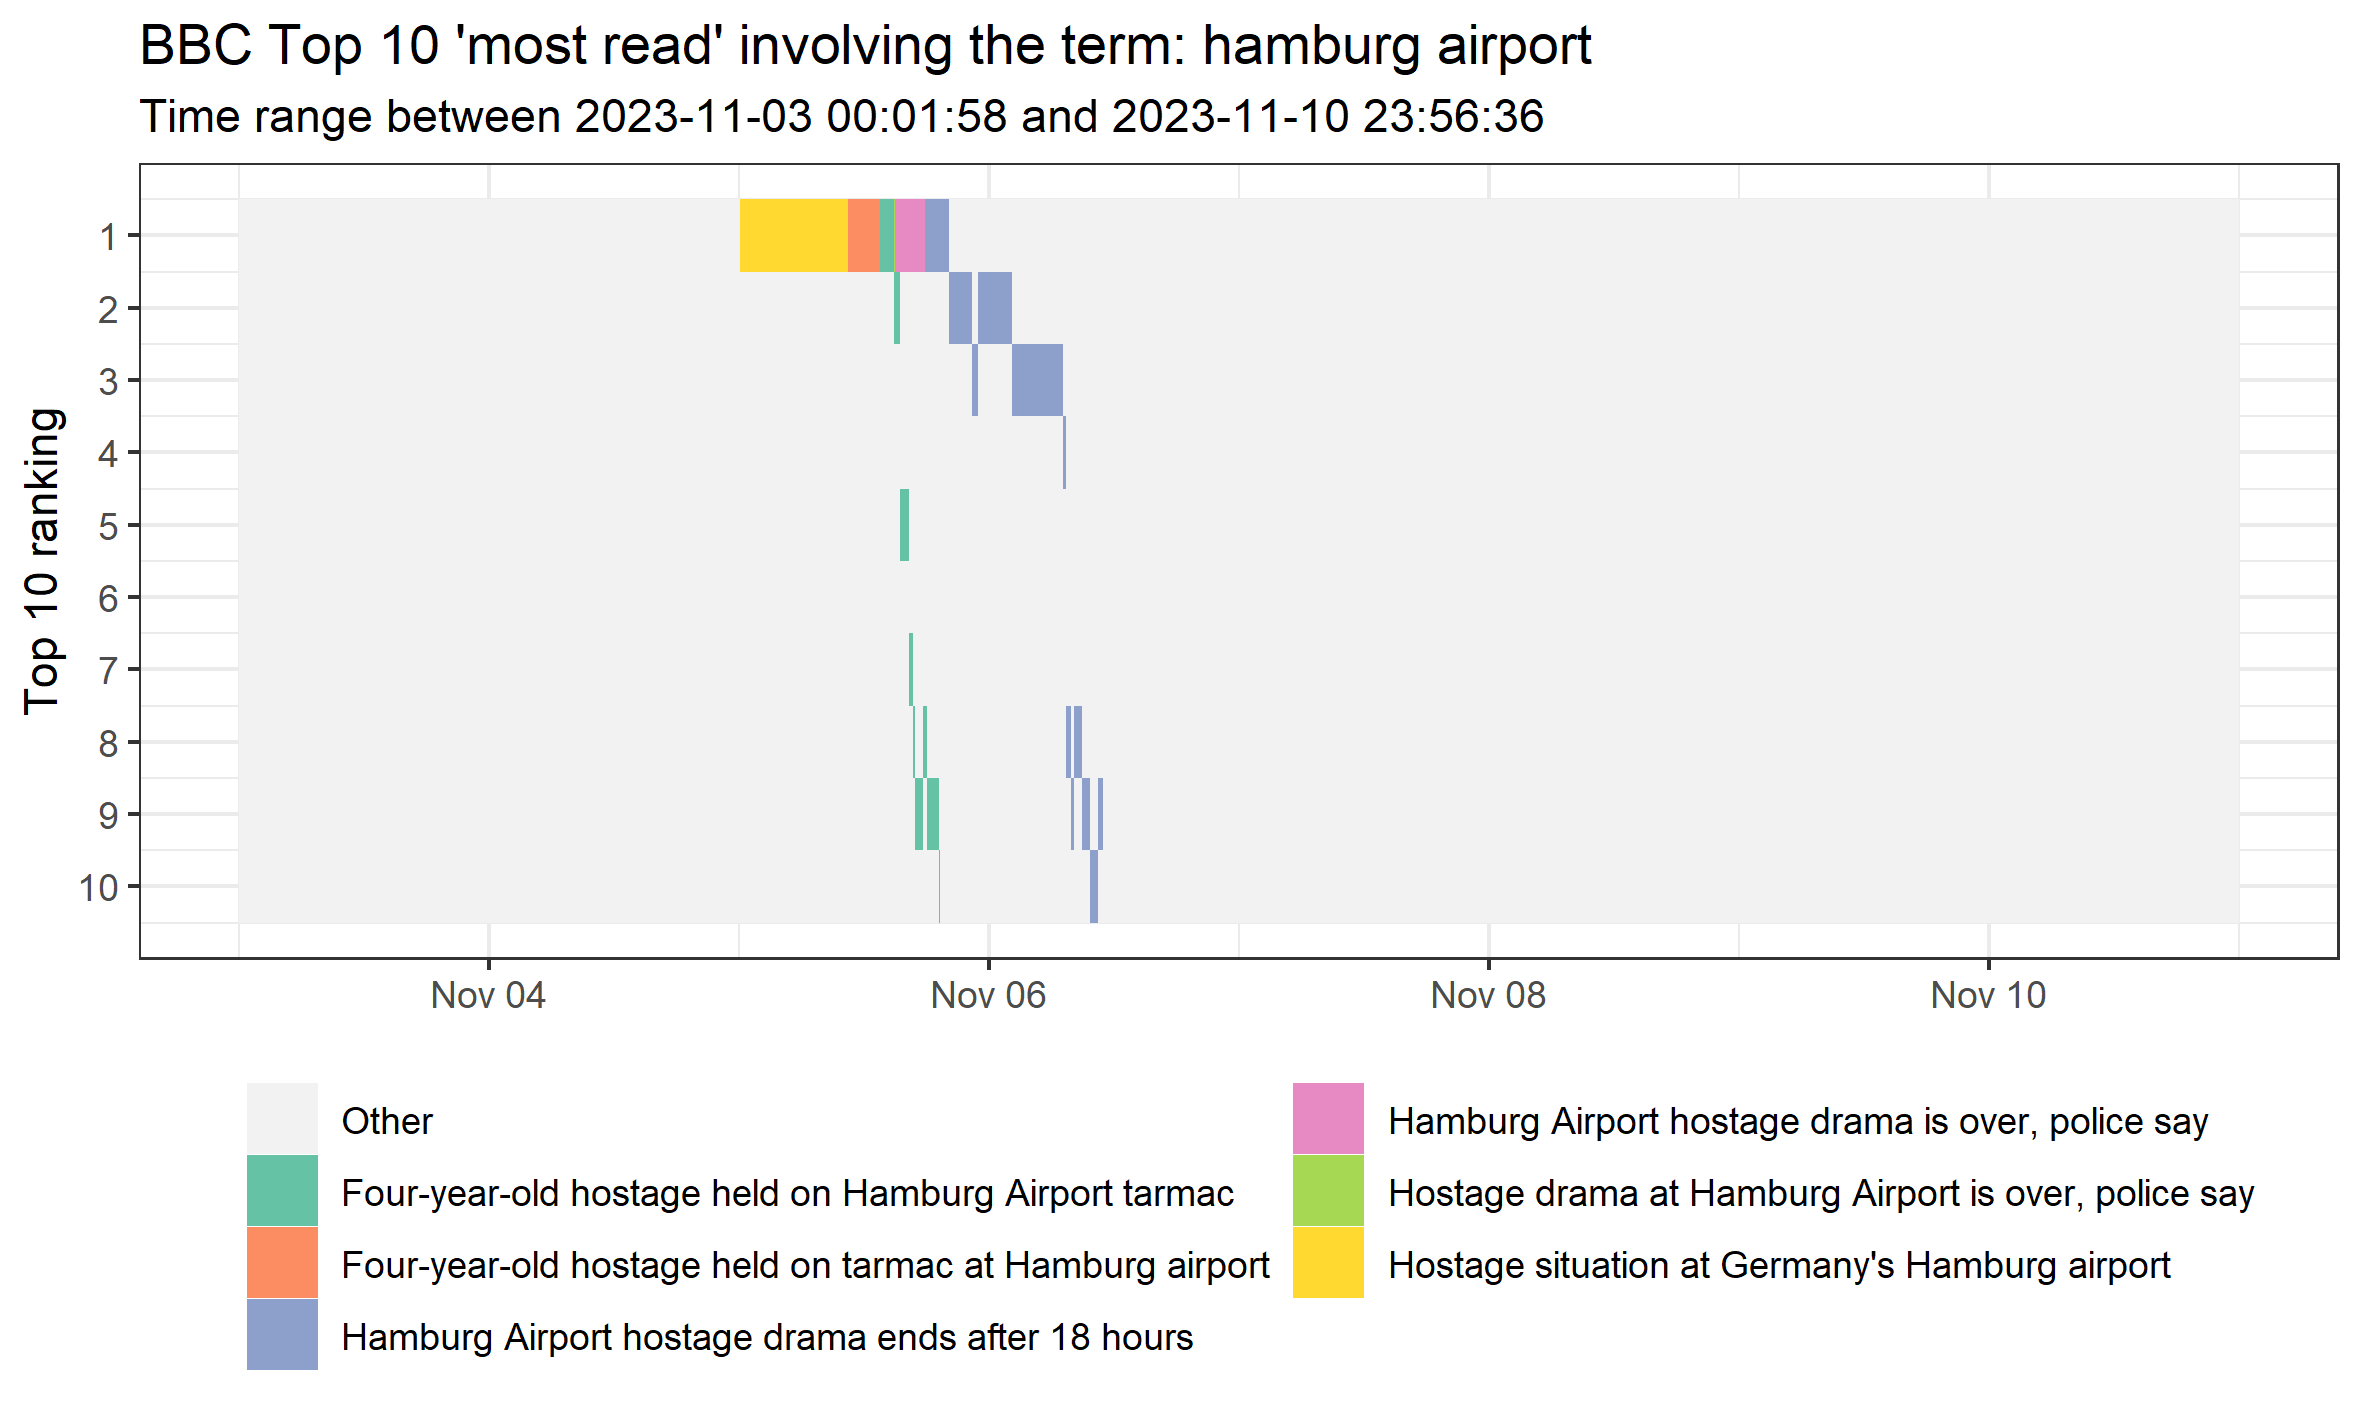 BBC Top 10 'most read' involving the term: hamburg airport
Time range between 2023-11-03 00:01:58 and 2023-11-10 23:56:36
Top 10 ranking
1
2
3
4
5
6
7
8
9
10
Nov 04
Nov 06
Nov 08
Nov 10
Other
Four-year-old hostage held on Hamburg Airport tarmac
Four-year-old hostage held on tarmac at Hamburg airport
Hamburg Airport hostage drama ends after 18 hours
Hamburg Airport hostage drama is over, police say
Hostage drama at Hamburg Airport is over, police say
Hostage situation at Germany's Hamburg airport